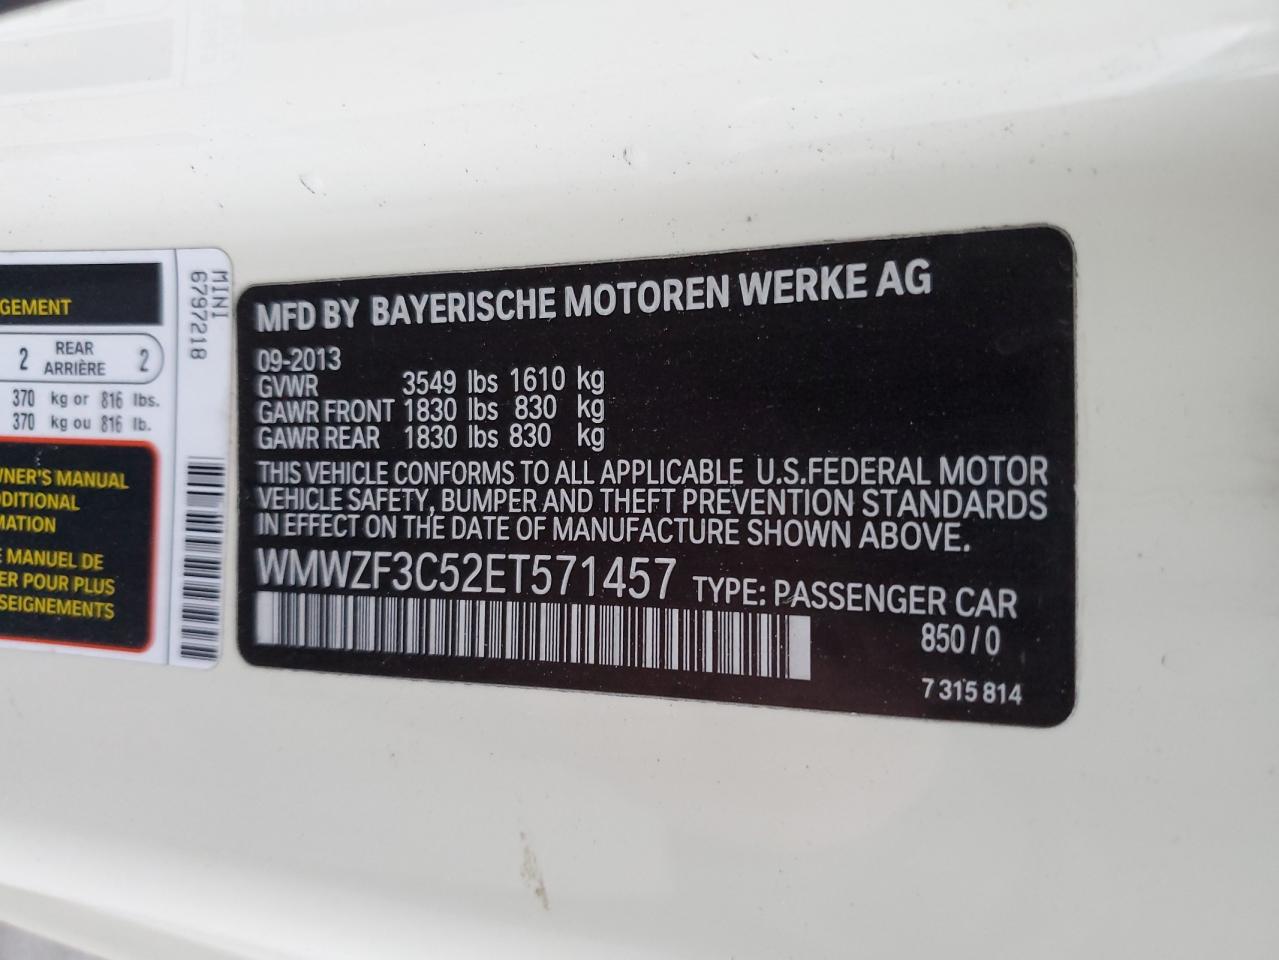 GEMENT
2 REAR ARRIÈRE 2
370 kg or 816 lbs.
370 kg ou 816 lb.
WNER'S MANUAL
DDITIONAL
MATION
E MANUEL DE
ER POUR PLUS
SEIGNEMENTS
MINI
6797218
MFD BY BAYERISCHE MOTOREN WERKE AG
09-2013
GVWR 3549 lbs 1610 kg
GAWR FRONT 1830 lbs 830 kg
GAWR REAR 1830 lbs 830 kg
THIS VEHICLE CONFORMS TO ALL APPLICABLE U.S.FEDERAL MOTOR
VEHICLE SAFETY, BUMPER AND THEFT PREVENTION STANDARDS
IN EFFECT ON THE DATE OF MANUFACTURE SHOWN ABOVE.
WMWZF3C52ET571457 TYPE: PASSENGER CAR
850/0
7 315 814